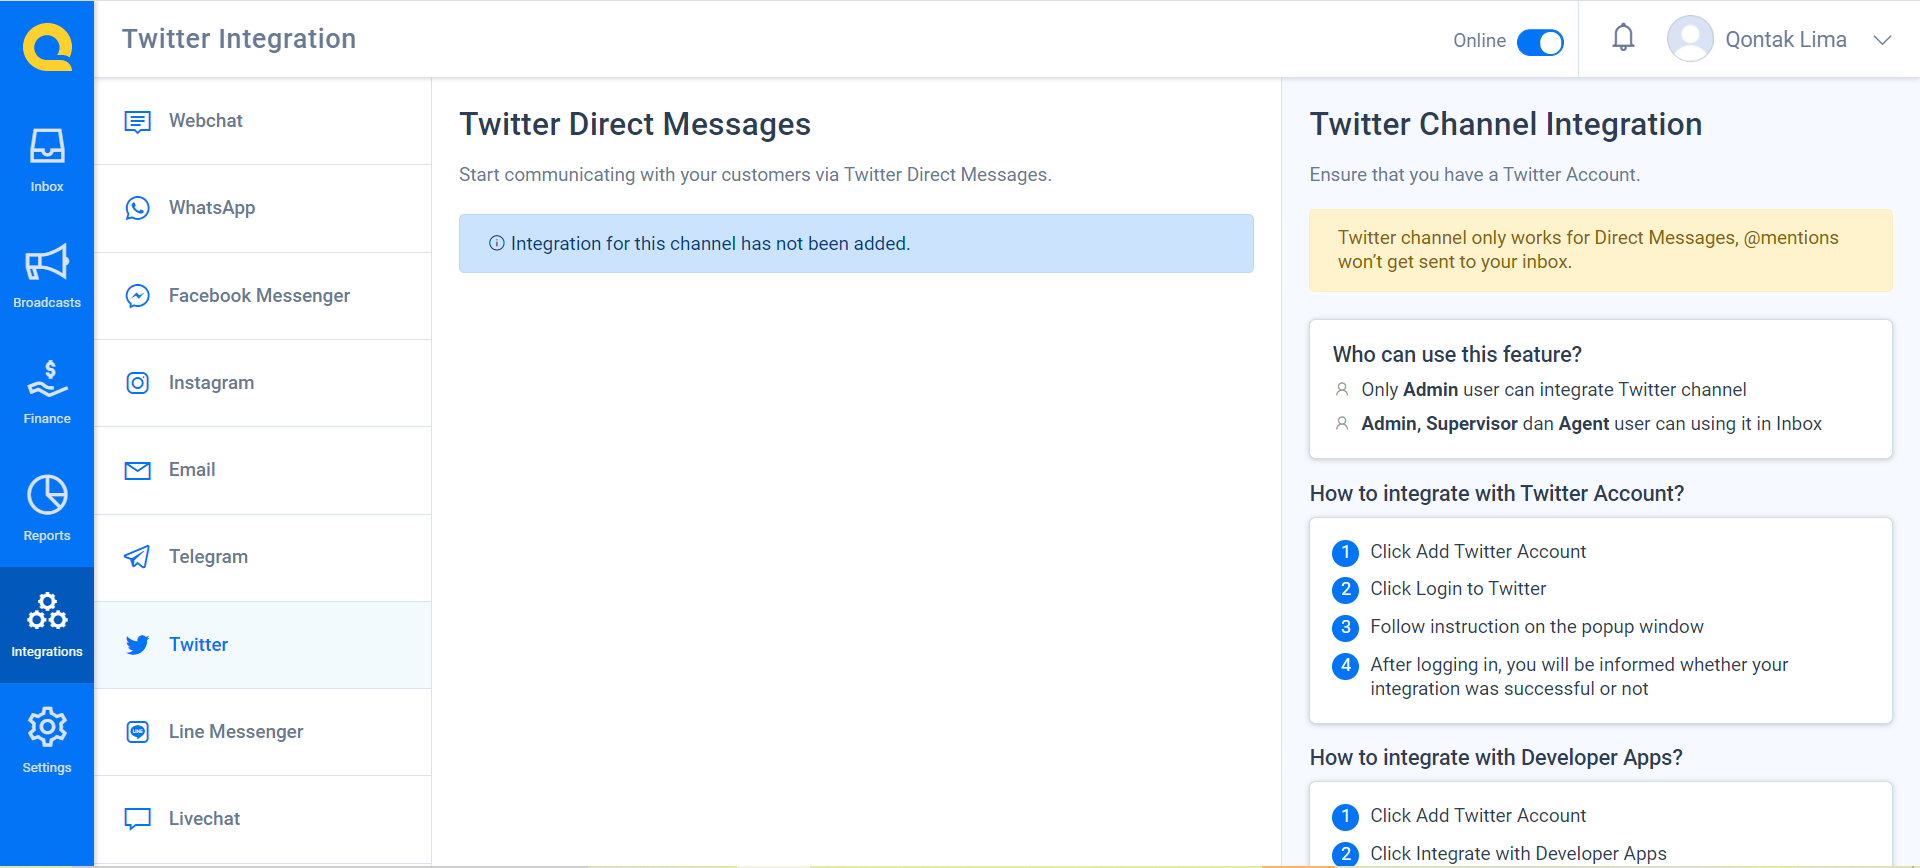 Twitter Integration
Online
Qontak Lima
Inbox
Broadcasts
Finance
Reports
Integrations
Settings
Webchat
WhatsApp
Facebook Messenger
Instagram
Email
Telegram
Twitter
Line Messenger
Livechat
Twitter Direct Messages
Start communicating with your customers via Twitter Direct Messages.
Integration for this channel has not been added.
Twitter Channel Integration
Ensure that you have a Twitter Account.
Twitter channel only works for Direct Messages, @mentions
won’t get sent to your inbox.
Who can use this feature?
Only Admin user can integrate Twitter channel
Admin, Supervisor dan Agent user can using it in Inbox
How to integrate with Twitter Account?
1 Click Add Twitter Account
2 Click Login to Twitter
3 Follow instruction on the popup window
4 After logging in, you will be informed whether your
integration was successful or not
How to integrate with Developer Apps?
1 Click Add Twitter Account
2 Click Integrate with Developer Apps